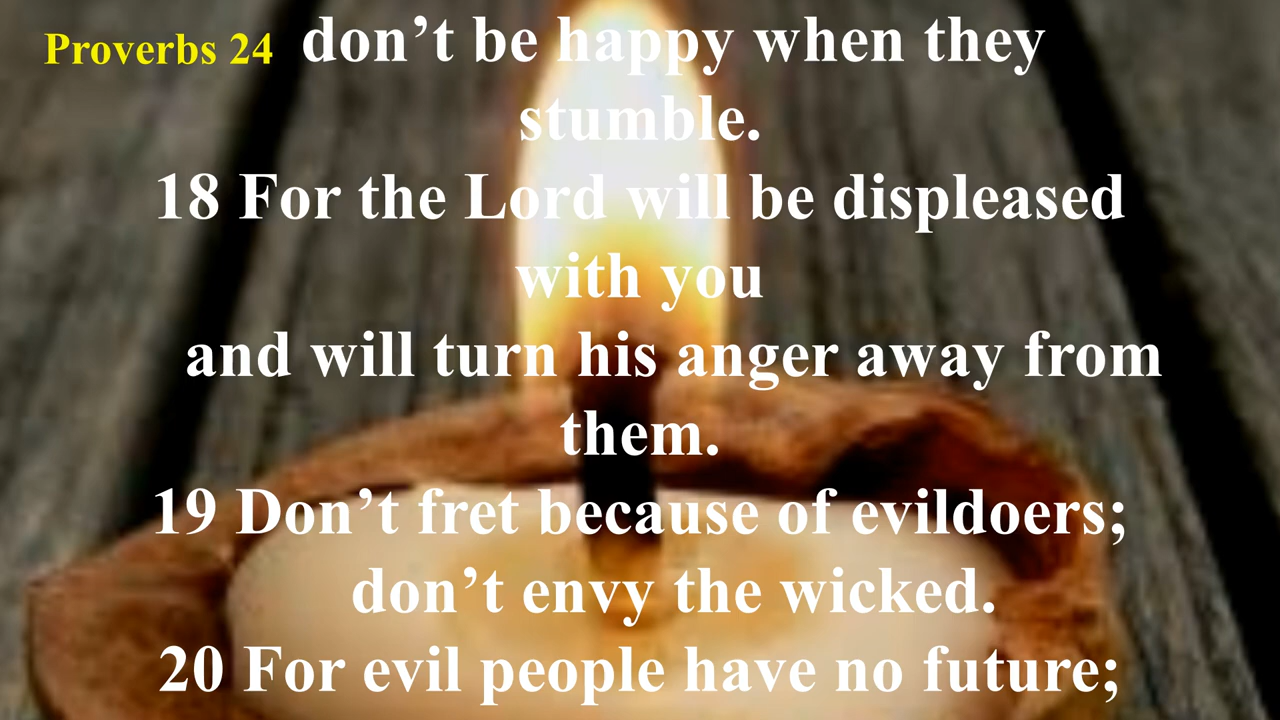 Proverbs 24
don’t be happy when they
stumble.
18 For the Lord will be displeased
with you
and will turn his anger away from
them.
19 Don’t fret because of evildoers;
don’t envy the wicked.
20 For evil people have no future;